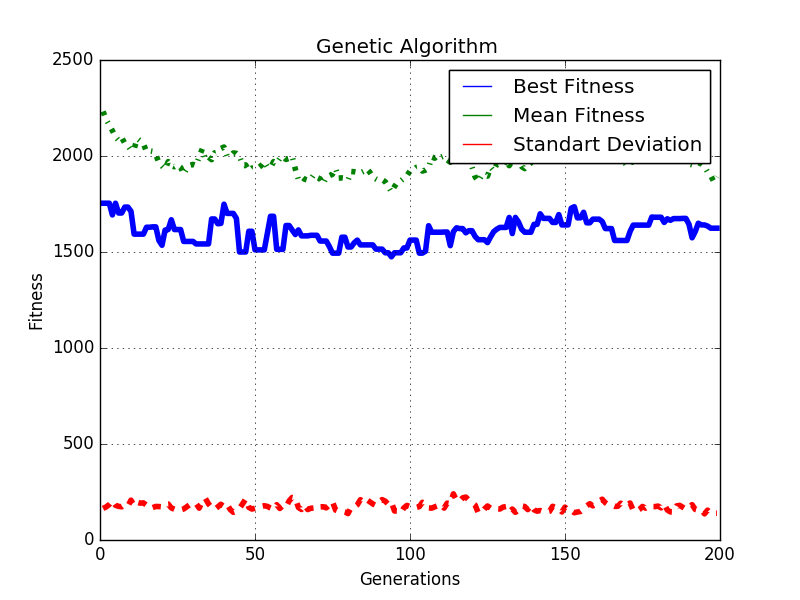 Genetic Algorithm
2500
2000
1500
1000
500
0
Fitness
Best Fitness
Mean Fitness
Standart Deviation
0 50 100 150 200
Generations